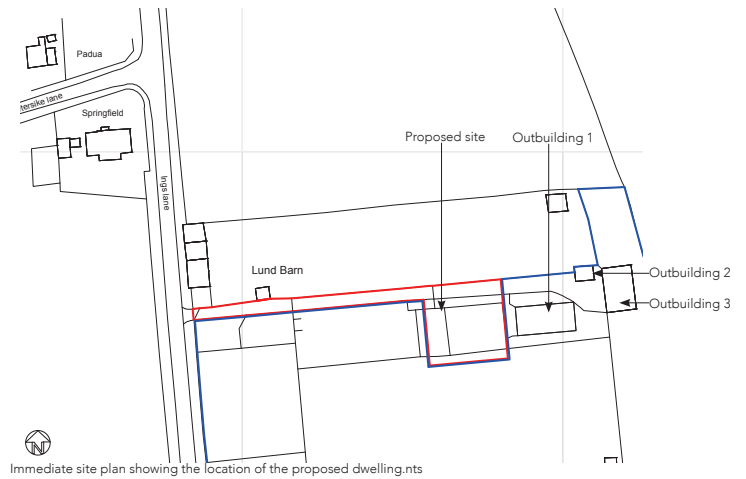 Padua
tersike lane
Springfield
Ings lane
Proposed site
Outbuilding 1
Lund Barn
Outbuilding 2
Outbuilding 3
N
Immediate site plan showing the location of the proposed dwelling.nts